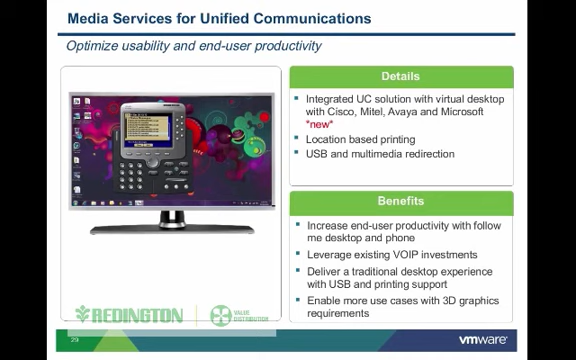 Media Services for Unified Communications
Optimize usability and end-user productivity
Details
Integrated UC solution with virtual desktop
with Cisco, Mitel, Avaya and Microsoft
*new*
Location based printing
USB and multimedia redirection
Benefits
Increase end-user productivity with follow
me desktop and phone
Leverage existing VOIP investments
Deliver a traditional desktop experience
with USB and printing support
Enable more use cases with 3D graphics
requirements
REDINGTON
VALUE
DISTRIBUTION
29
vmware